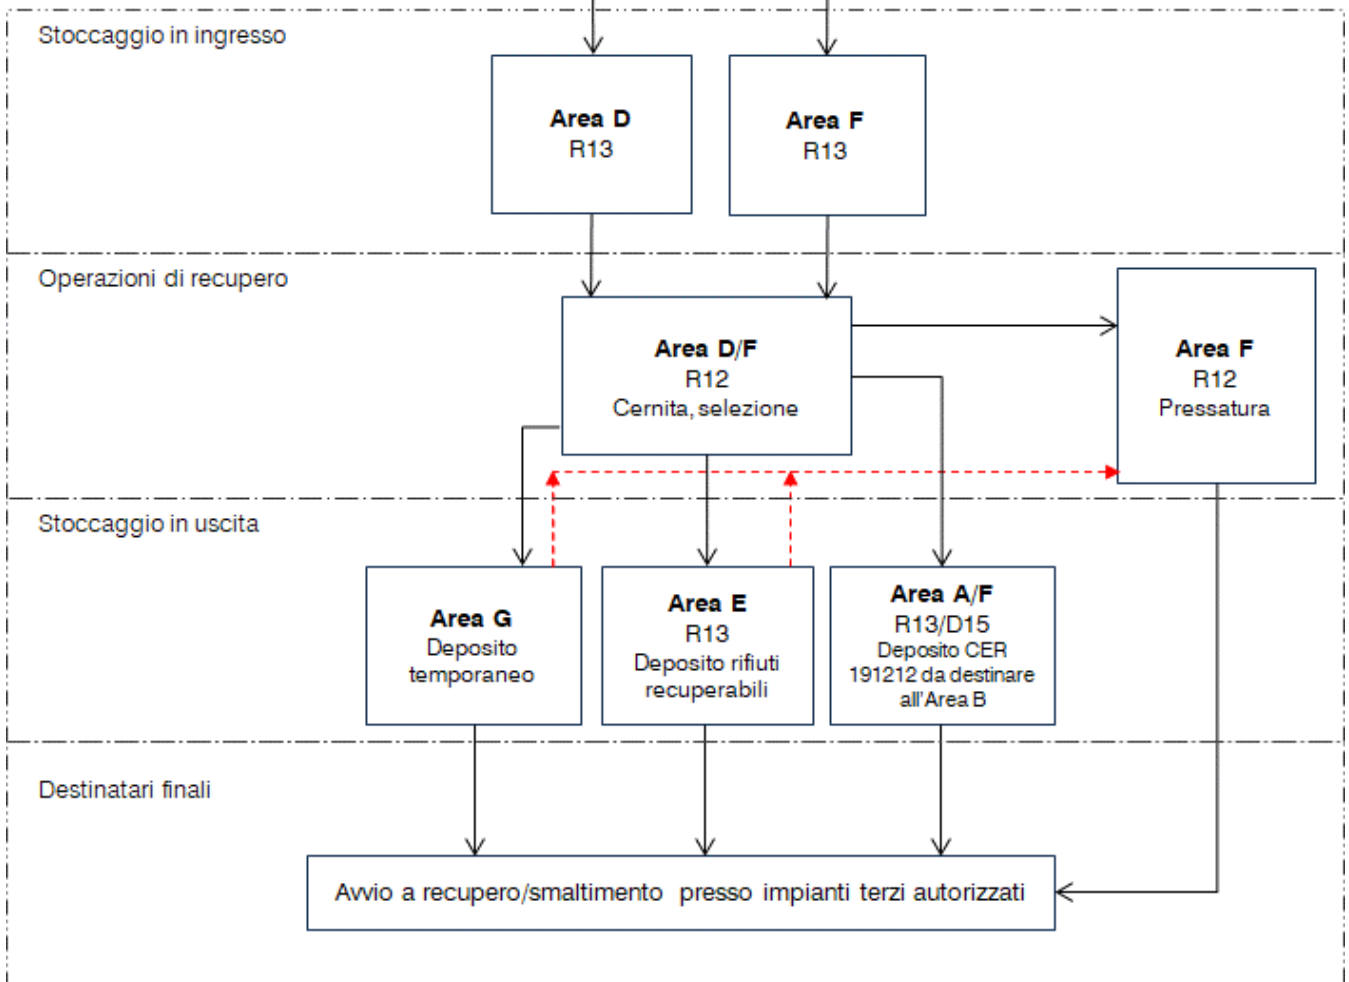 Stoccaggio in ingresso
Area D
R13
Area F
R13
Operazioni di recupero
Area D/F
R12
Cernita, selezione
Area F
R12
Pressatura
Stoccaggio in uscita
Area G
Deposito
temporaneo
Area E
R13
Deposito rifiuti
recuperabili
Area A/F
R13/D15
Deposito CER
191212 da destinare
all'Area B
Destinatari finali
Avvio a recupero/smaltimento presso impianti terzi autorizzati